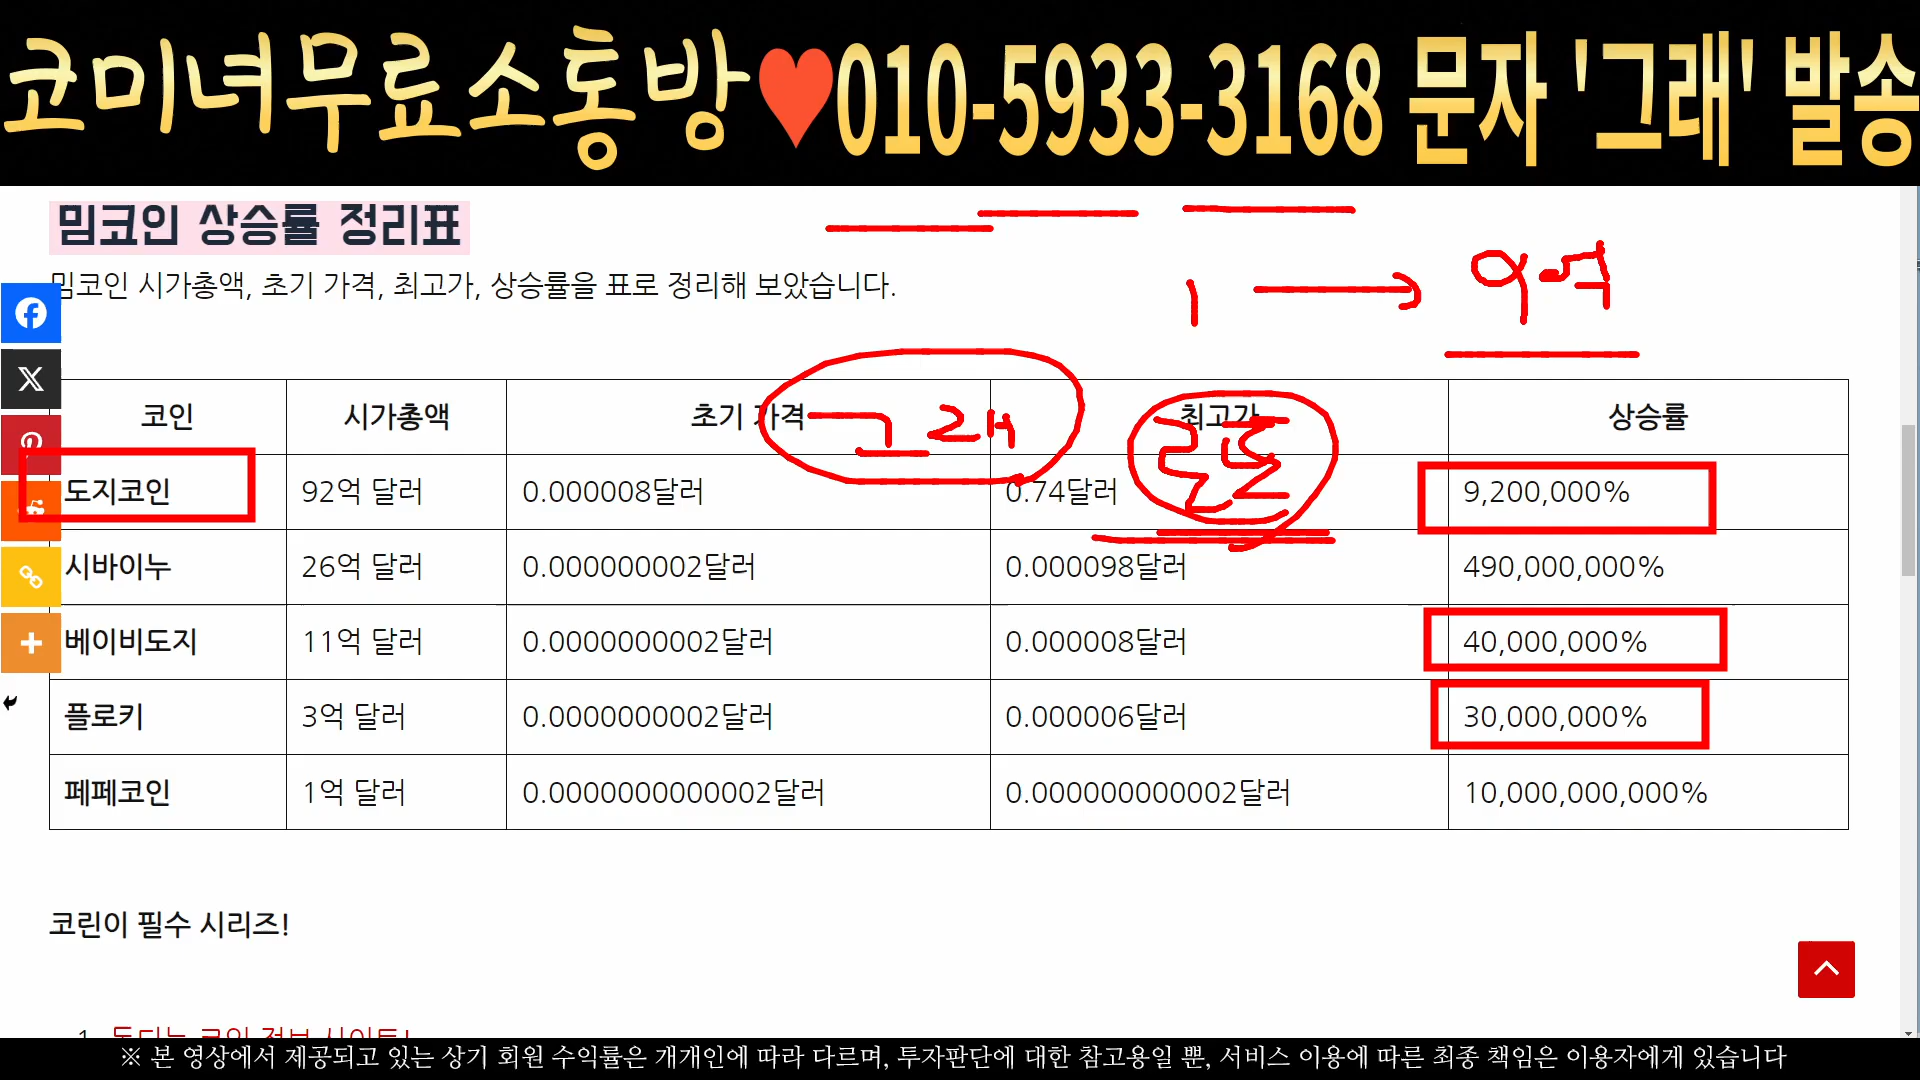 코미녀무료소통방♥010-5933-3168 문자 '그래' 발송
밈코인 상승률 정리표
밈코인 시가총액, 초기 가격, 최고가, 상승률을 표로 정리해 보았습니다.
1 → 9억
코인 시가총액 초기 가격 최고가 상승률
도지코인 92억 달러 0.000008달러 0.74달러 9,200,000%
시바이누 26억 달러 0.000000002달러 0.000098달러 490,000,000%
베이비도지 11억 달러 0.0000000002달러 0.000008달러 40,000,000%
플로키 3억 달러 0.0000000002달러 0.000006달러 30,000,000%
페페코인 1억 달러 0.0000000000002달러 0.000000000002달러 10,000,000,000%
코린이 필수 시리즈!
※ 본 영상에서 제공되고 있는 상기 회원 수익률은 개개인에 따라 다르며, 투자판단에 대한 참고용일 뿐, 서비스 이용에 따른 최종 책임은 이용자에게 있습니다